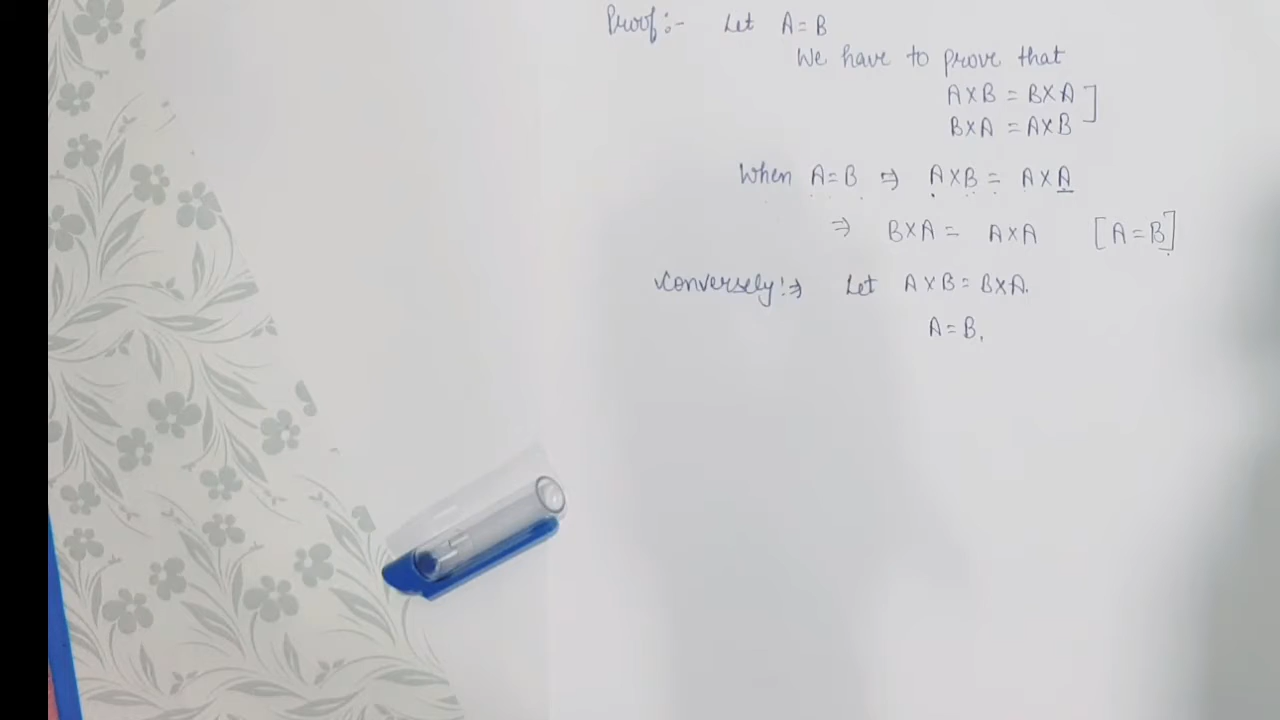 Proof:- Let A = B
We have to prove that
A×B = B×A ]
B×A = A×B
When A=B ⇒ A×B = A×A
⇒ B×A = A×A [A=B]
Conversely:⇒ Let A×B = B×A.
A=B,